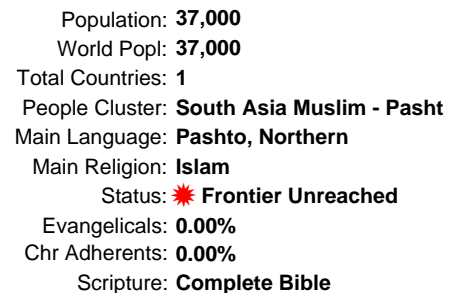 Population: 37,000
World Popl: 37,000
Total Countries: 1
People Cluster: South Asia Muslim - Pasht
Main Language: Pashto, Northern
Main Religion: Islam
Status: Frontier Unreached
Evangelicals: 0.00%
Chr Adherents: 0.00%
Scripture: Complete Bible